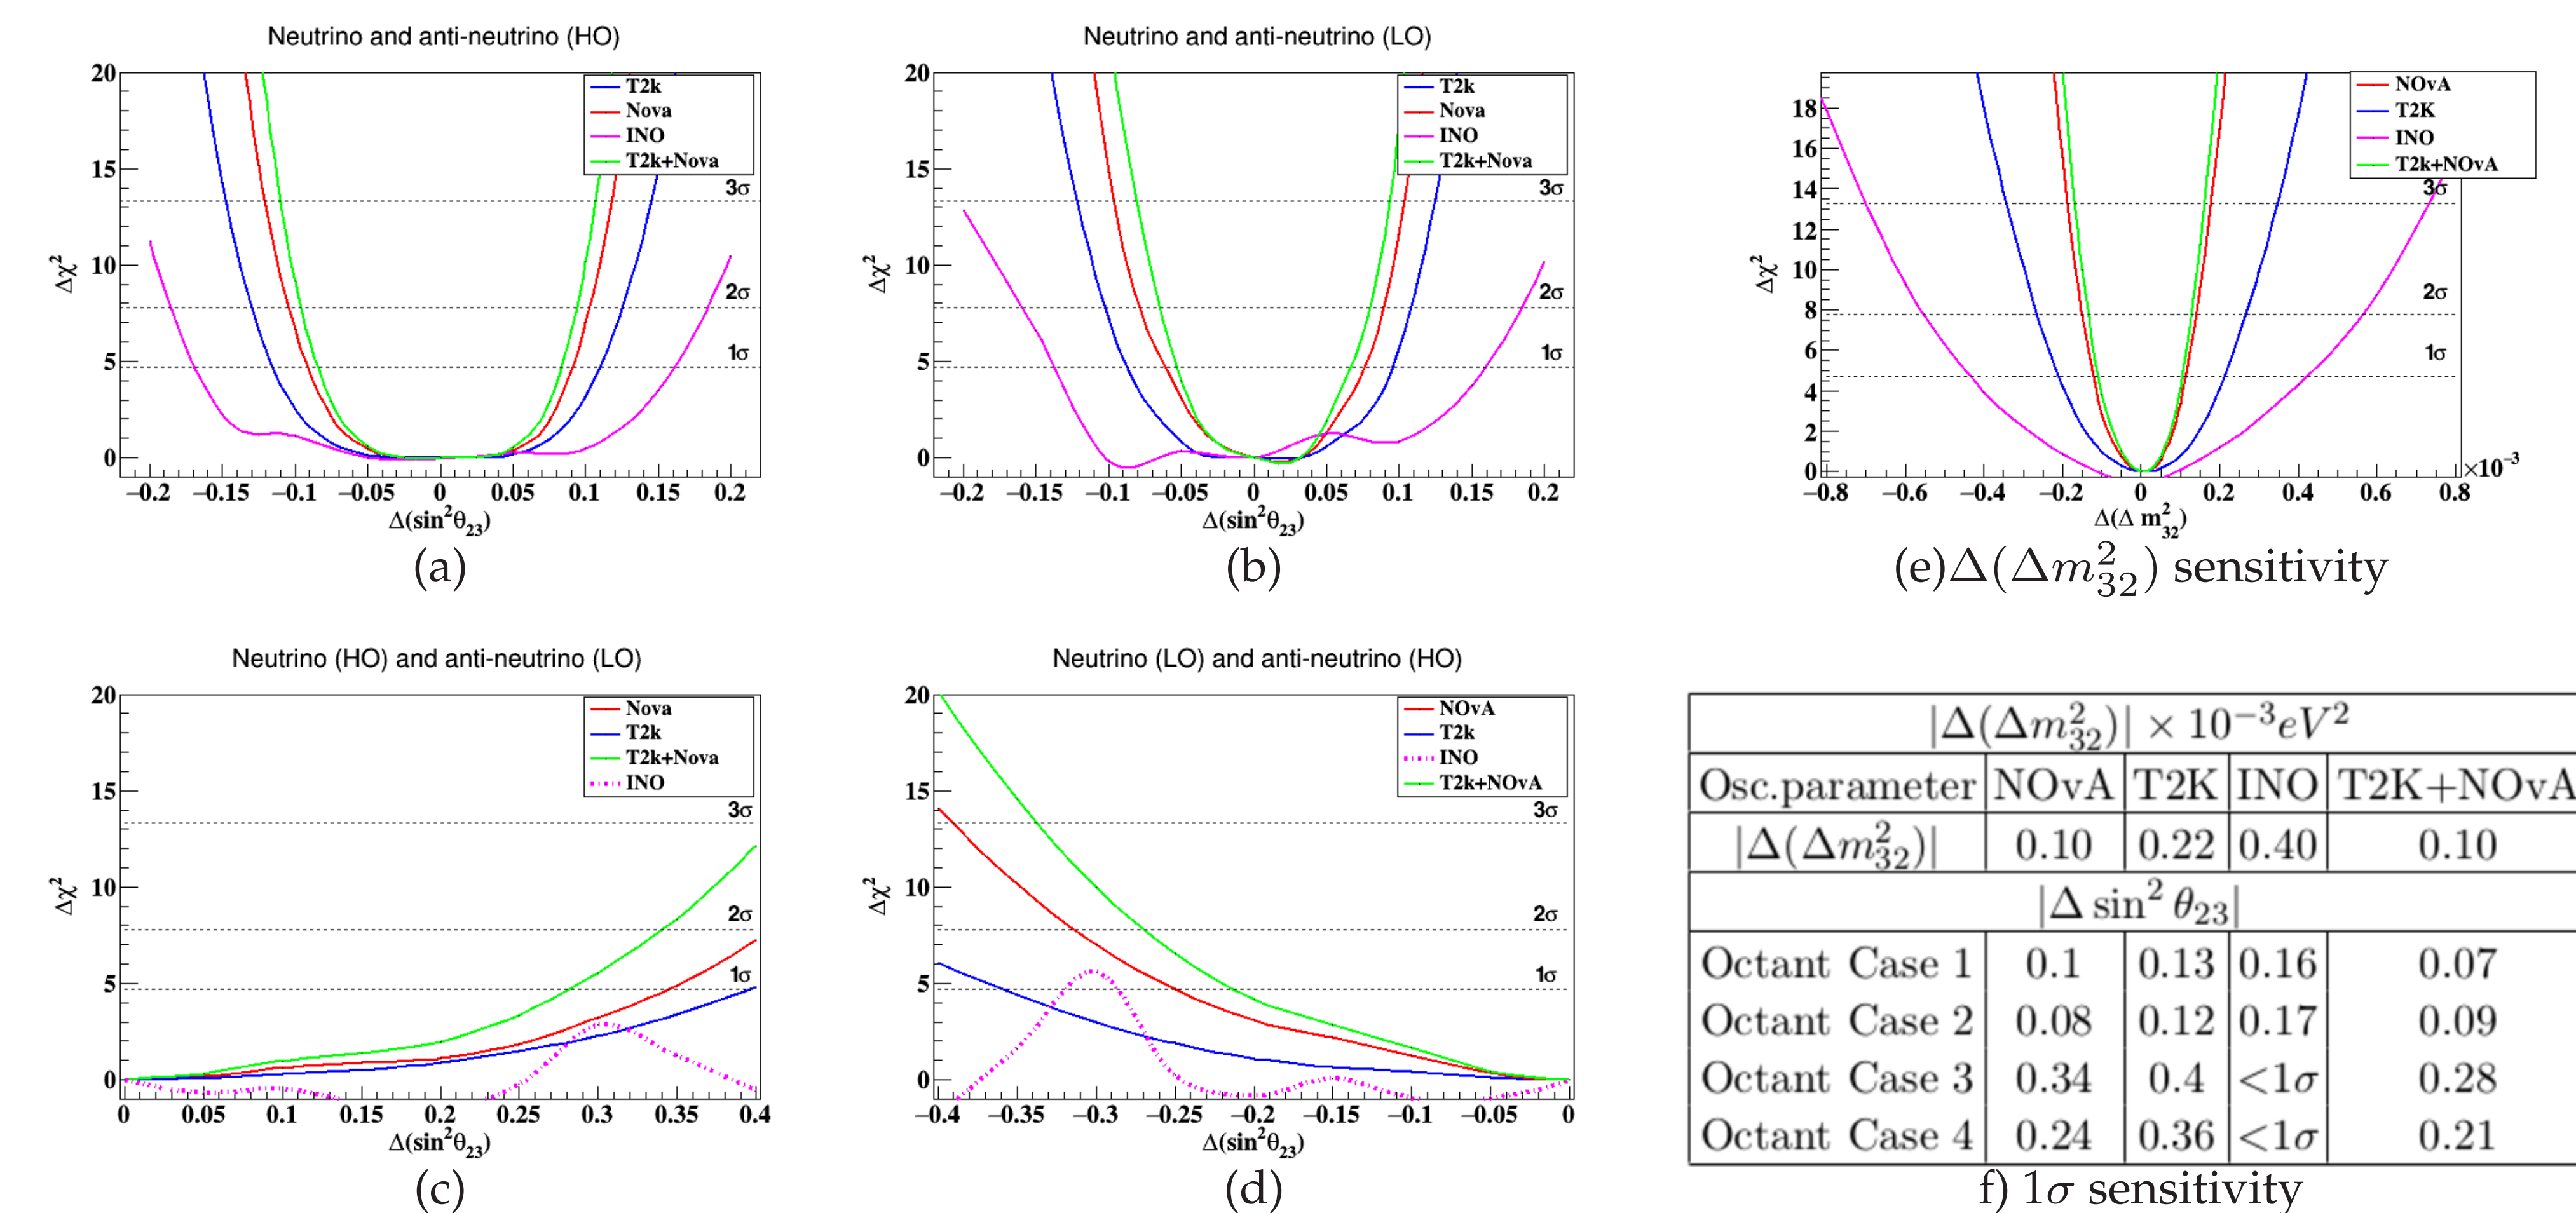 Neutrino and anti-neutrino (HO)
20
15
10
5
0
Δχ²
T2k
Nova
INO
T2k+Nova
3σ
2σ
1σ
−0.2 −0.15 −0.1 −0.05 0 0.05 0.1 0.15 0.2
Δ(sin²θ₂₃)
(a)
Neutrino and anti-neutrino (LO)
20
15
10
5
0
Δχ²
T2k
Nova
INO
T2k+Nova
3σ
2σ
1σ
−0.2 −0.15 −0.1 −0.05 0 0.05 0.1 0.15 0.2
Δ(sin²θ₂₃)
(b)
18
16
14
12
10
8
6
4
2
0
Δχ²
NOvA
T2K
INO
T2k+NOvA
3σ
2σ
1σ
×10⁻³
−0.8 −0.6 −0.4 −0.2 0 0.2 0.4 0.6 0.8
Δ(Δ m²₃₂)
(e)Δ(Δm²₃₂) sensitivity
Neutrino (HO) and anti-neutrino (LO)
20
15
10
5
0
Δχ²
Nova
T2k
T2k+Nova
INO
3σ
2σ
1σ
0 0.05 0.1 0.15 0.2 0.25 0.3 0.35 0.4
Δ(sin²θ₂₃)
(c)
Neutrino (LO) and anti-neutrino (HO)
20
15
10
5
0
Δχ²
NOvA
T2k
INO
T2k+NOvA
3σ
2σ
1σ
−0.4 −0.35 −0.3 −0.25 −0.2 −0.15 −0.1 −0.05 0
Δ(sin²θ₂₃)
(d)
|Δ(Δm²₃₂)| × 10⁻³eV²
Osc.parameter NOvA T2K INO T2K+NOvA
|Δ(Δm²₃₂)| 0.10 0.22 0.40 0.10
|Δ sin² θ₂₃|
Octant Case 1 0.1 0.13 0.16 0.07
Octant Case 2 0.08 0.12 0.17 0.09
Octant Case 3 0.34 0.4 <1σ 0.28
Octant Case 4 0.24 0.36 <1σ 0.21
f) 1σ sensitivity